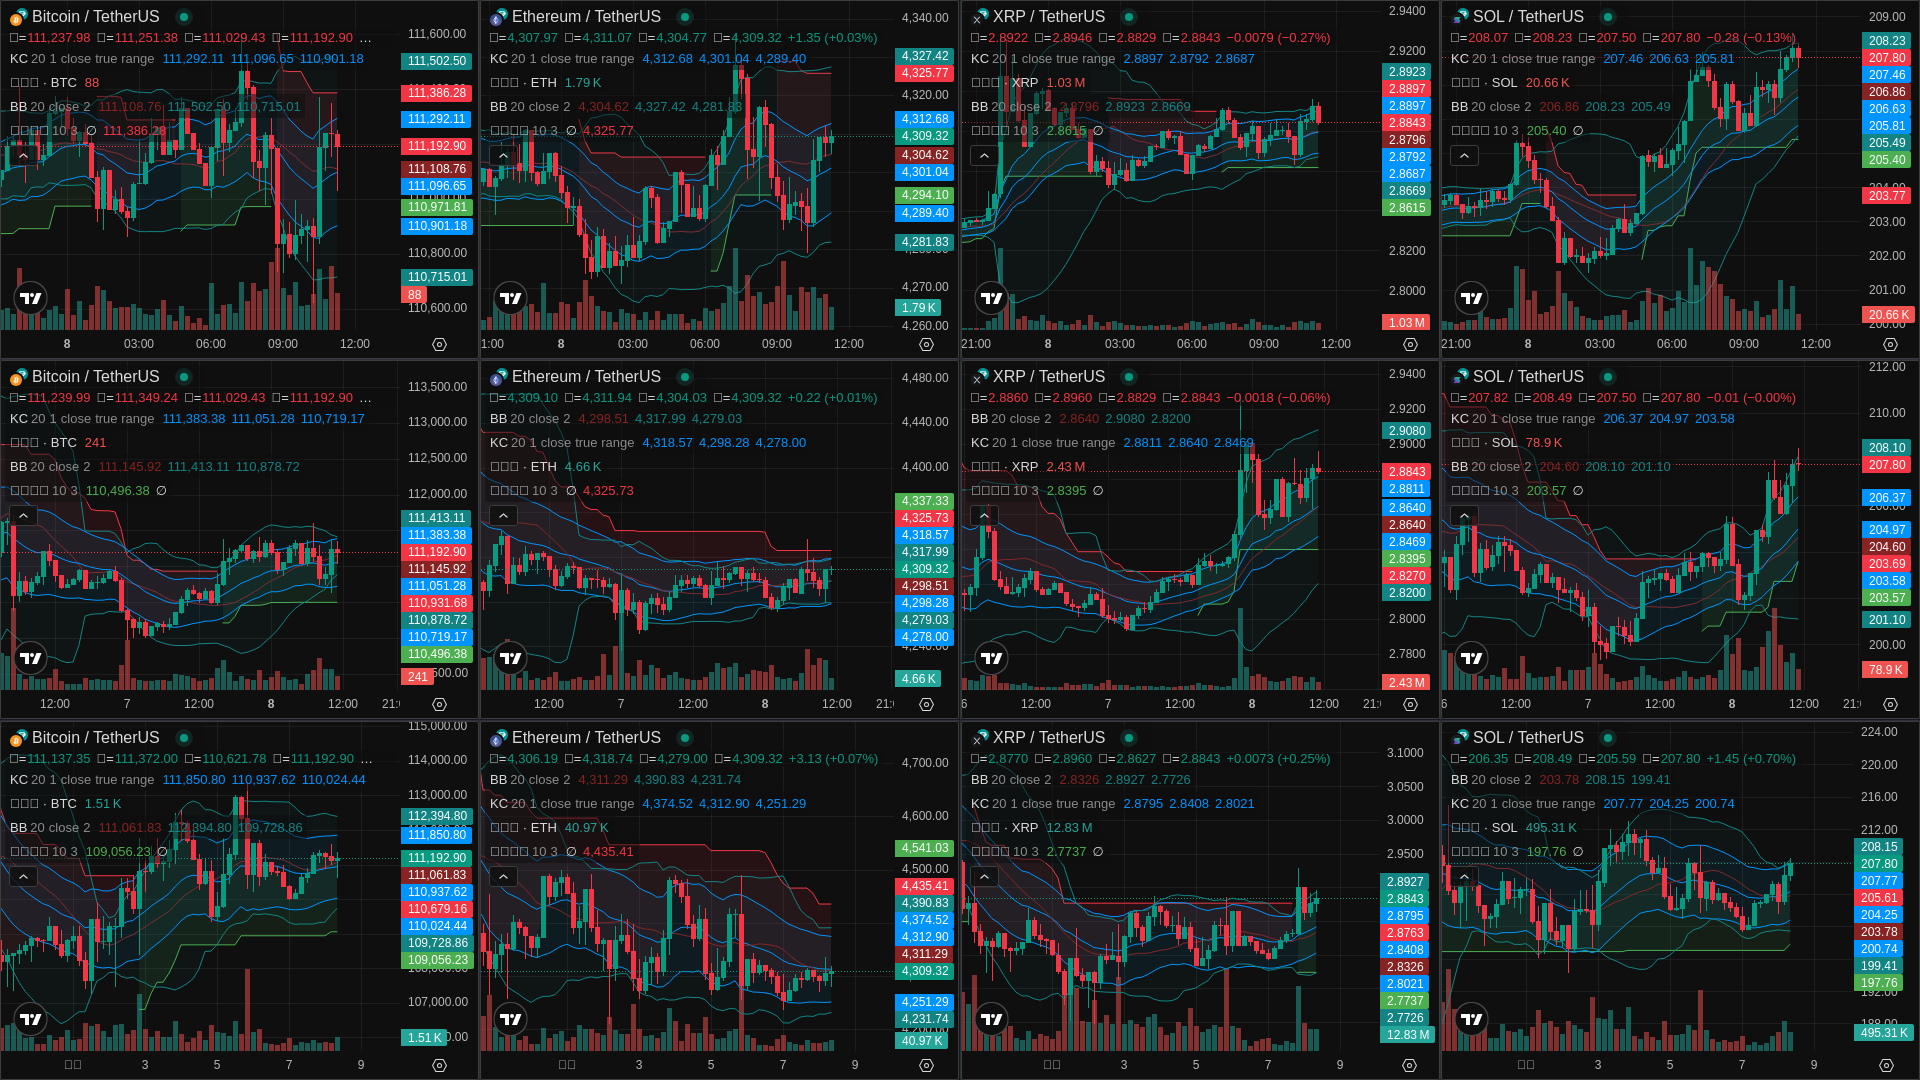 Bitcoin / TetherUS
=111,237.98 =111,251.38 =111,029.43 =111,192.90 ...
KC 20 1 close true range 111,292.11 111,096.65 110,901.18
· BTC 88
BB 20 close 2 111,108.76 111,502.50 110,715.01
10 3 ∅ 111,386.28
111,600.00
111,502.50
111,386.28
111,292.11
111,192.90
111,108.76
111,096.65
110,971.81
110,901.18
110,800.00
110,715.01
88
110,600.00
8 03:00 06:00 09:00 12:00
Ethereum / TetherUS
=4,307.97 =4,311.07 =4,304.77 =4,309.32 +1.35 (+0.03%)
KC 20 1 close true range 4,312.68 4,301.04 4,289.40
· ETH 1.79 K
BB 20 close 2 4,304.62 4,327.42 4,281.83
10 3 ∅ 4,325.77
4,340.00
4,327.42
4,325.77
4,320.00
4,312.68
4,309.32
4,304.62
4,301.04
4,294.10
4,289.40
4,281.83
4,270.00
1.79 K
4,260.00
1:00 8 03:00 06:00 09:00 12:00
XRP / TetherUS
=2.8922 =2.8946 =2.8829 =2.8843 −0.0079 (−0.27%)
KC 20 1 close true range 2.8897 2.8792 2.8687
· XRP 1.03 M
BB 20 close 2 2.8796 2.8923 2.8669
10 3 2.8615 ∅
2.9400
2.9200
2.8923
2.8897
2.8897
2.8843
2.8796
2.8792
2.8687
2.8669
2.8615
2.8200
2.8000
1.03 M
21:00 8 03:00 06:00 09:00 12:00
SOL / TetherUS
=208.07 =208.23 =207.50 =207.80 −0.28 (−0.13%)
KC 20 1 close true range 207.46 206.63 205.81
· SOL 20.66 K
BB 20 close 2 206.86 208.23 205.49
10 3 205.40 ∅
209.00
208.23
207.80
207.46
206.86
206.63
205.81
205.49
205.40
203.77
203.00
202.00
201.00
20.66 K
200.00
21:00 8 03:00 06:00 09:00 12:00
Bitcoin / TetherUS
=111,239.99 =111,349.24 =111,029.43 =111,192.90 ...
KC 20 1 close true range 111,383.38 111,051.28 110,719.17
· BTC 241
BB 20 close 2 111,145.92 111,413.11 110,878.72
10 3 110,496.38 ∅
113,500.00
113,000.00
112,500.00
112,000.00
111,413.11
111,383.38
111,192.90
111,145.92
111,051.28
110,931.68
110,878.72
110,719.17
110,496.38
241
12:00 7 12:00 8 12:00 21:
Ethereum / TetherUS
=4,309.10 =4,311.94 =4,304.03 =4,309.32 +0.22 (+0.01%)
BB 20 close 2 4,298.51 4,317.99 4,279.03
KC 20 1 close true range 4,318.57 4,298.28 4,278.00
· ETH 4.66 K
10 3 ∅ 4,325.73
4,480.00
4,440.00
4,400.00
4,337.33
4,325.73
4,318.57
4,317.99
4,309.32
4,298.51
4,298.28
4,279.03
4,278.00
4,240.00
4.66 K
12:00 7 12:00 8 12:00 21:
XRP / TetherUS
=2.8860 =2.8960 =2.8829 =2.8843 −0.0018 (−0.06%)
BB 20 close 2 2.8640 2.9080 2.8200
KC 20 1 close true range 2.8811 2.8640 2.8469
· XRP 2.43 M
10 3 2.8395 ∅
2.9400
2.9200
2.9080
2.9000
2.8843
2.8811
2.8640
2.8640
2.8469
2.8395
2.8270
2.8200
2.8000
2.7800
2.43 M
6 12:00 7 12:00 8 12:00 21:
SOL / TetherUS
=207.82 =208.49 =207.50 =207.80 −0.01 (−0.00%)
KC 20 1 close true range 206.37 204.97 203.58
· SOL 78.9 K
BB 20 close 2 204.60 208.10 201.10
10 3 203.57 ∅
212.00
210.00
208.10
207.80
206.37
204.97
204.60
203.69
203.58
203.57
201.10
200.00
78.9 K
6 12:00 7 12:00 8 12:00 21:
Bitcoin / TetherUS
=111,137.35 =111,372.00 =110,621.78 =111,192.90 ...
KC 20 1 close true range 111,850.80 110,937.62 110,024.44
· BTC 1.51 K
BB 20 close 2 111,061.83 112,394.80 109,728.86
10 3 109,056.23 ∅
115,000.00
114,000.00
113,000.00
112,394.80
111,850.80
111,192.90
111,061.83
110,937.62
110,679.16
110,024.44
109,728.86
109,056.23
107,000.00
1.51 K
3 5 7 9
Ethereum / TetherUS
=4,306.19 =4,318.74 =4,279.00 =4,309.32 +3.13 (+0.07%)
BB 20 close 2 4,311.29 4,390.83 4,231.74
KC 20 1 close true range 4,374.52 4,312.90 4,251.29
· ETH 40.97 K
10 3 ∅ 4,435.41
4,700.00
4,600.00
4,541.03
4,500.00
4,435.41
4,390.83
4,374.52
4,312.90
4,311.29
4,309.32
4,251.29
4,231.74
40.97 K
3 5 7 9
XRP / TetherUS
=2.8770 =2.8960 =2.8627 =2.8843 +0.0073 (+0.25%)
BB 20 close 2 2.8326 2.8927 2.7726
KC 20 1 close true range 2.8795 2.8408 2.8021
· XRP 12.83 M
10 3 2.7737 ∅
3.1000
3.0500
3.0000
2.9500
2.8927
2.8843
2.8795
2.8763
2.8408
2.8326
2.8021
2.7737
2.7726
12.83 M
3 5 7 9
SOL / TetherUS
=206.35 =208.49 =205.59 =207.80 +1.45 (+0.70%)
BB 20 close 2 203.78 208.15 199.41
KC 20 1 close true range 207.77 204.25 200.74
· SOL 495.31 K
10 3 197.76 ∅
224.00
220.00
216.00
212.00
208.15
207.80
207.77
205.61
204.25
203.78
200.74
199.41
197.76
495.31 K
3 5 7 9